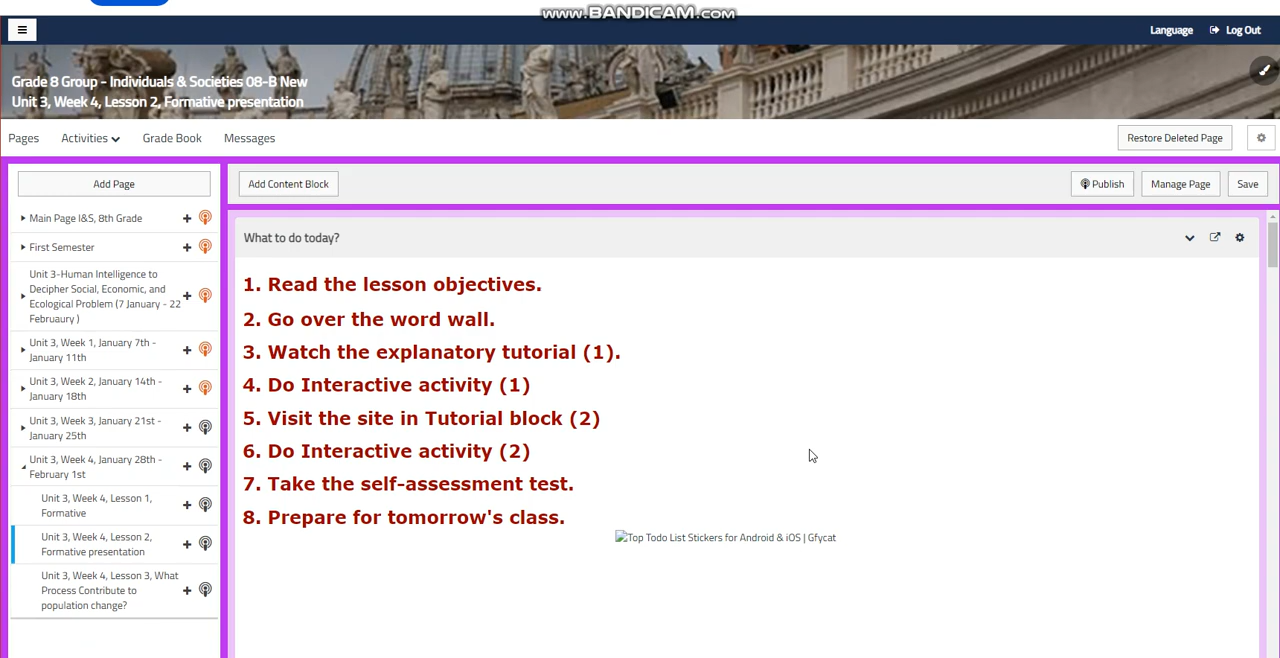 www.BANDICAM.com
Language
Log Out
Grade 8 Group - Individuals & Societies 08-B New
Unit 3, Week 4, Lesson 2, Formative presentation
Pages
Activities
Grade Book
Messages
Restore Deleted Page
Add Page
Add Content Block
Publish
Manage Page
Save
Main Page I&S, 8th Grade
First Semester
Unit 3-Human Intelligence to
Decipher Social, Economic, and
Ecological Problem (7 January - 22
Februaury )
Unit 3, Week 1, January 7th -
January 11th
Unit 3, Week 2, January 14th -
January 18th
Unit 3, Week 3, January 21st -
January 25th
Unit 3, Week 4, January 28th -
February 1st
Unit 3, Week 4, Lesson 1,
Formative
Unit 3, Week 4, Lesson 2,
Formative presentation
Unit 3, Week 4, Lesson 3, What
Process Contribute to
population change?
What to do today?
1. Read the lesson objectives.
2. Go over the word wall.
3. Watch the explanatory tutorial (1).
4. Do Interactive activity (1)
5. Visit the site in Tutorial block (2)
6. Do Interactive activity (2)
7. Take the self-assessment test.
8. Prepare for tomorrow's class.
Top Todo List Stickers for Android & iOS | Gfycat